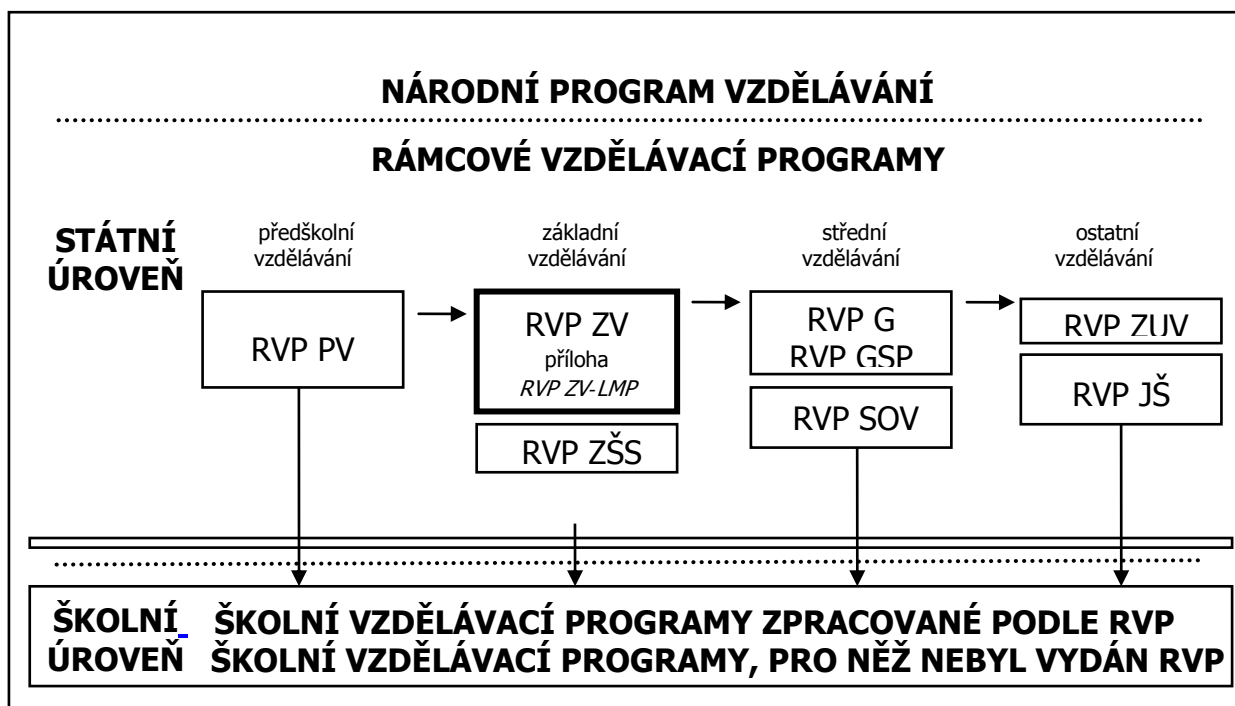 NÁRODNÍ PROGRAM VZDĚLÁVÁNÍ
RÁMCOVÉ VZDĚLÁVACÍ PROGRAMY
STÁTNÍ
ÚROVEŇ
předškolní
vzdělávání
základní
vzdělávání
střední
vzdělávání
ostatní
vzdělávání
RVP PV
RVP ZV
příloha
RVP ZV-LMP
RVP ZŠS
RVP G
RVP GSP
RVP SOV
RVP ZUV
RVP JŠ
ŠKOLNÍ
ÚROVEŇ
ŠKOLNÍ VZDĚLÁVACÍ PROGRAMY ZPRACOVANÉ PODLE RVP
ŠKOLNÍ VZDĚLÁVACÍ PROGRAMY, PRO NĚŽ NEBYL VYDÁN RVP